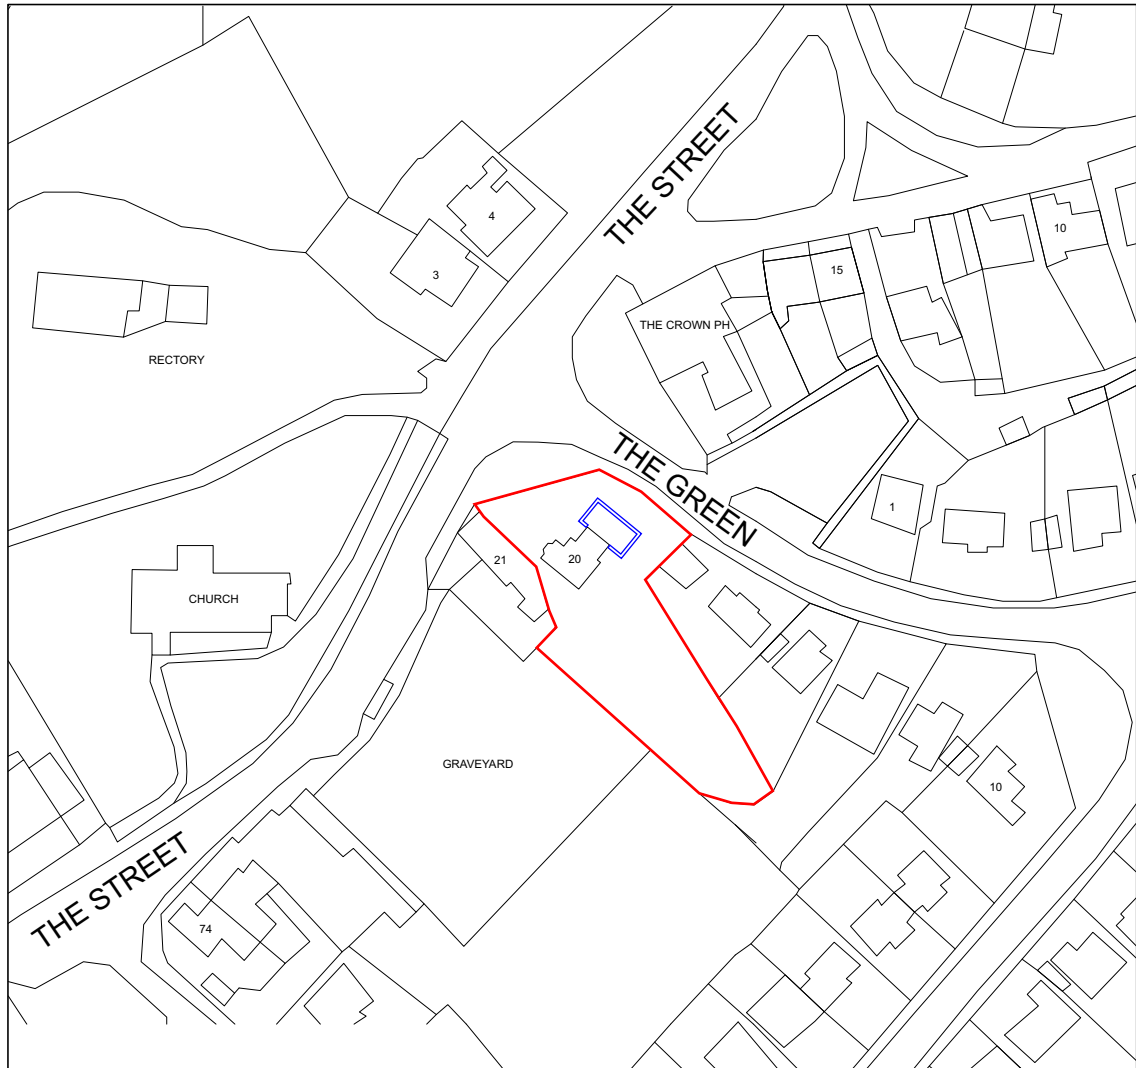 THE STREET
4
10
3
15
THE CROWN PH
RECTORY
THE GREEN
1
21
20
CHURCH
GRAVEYARD
10
THE STREET
74